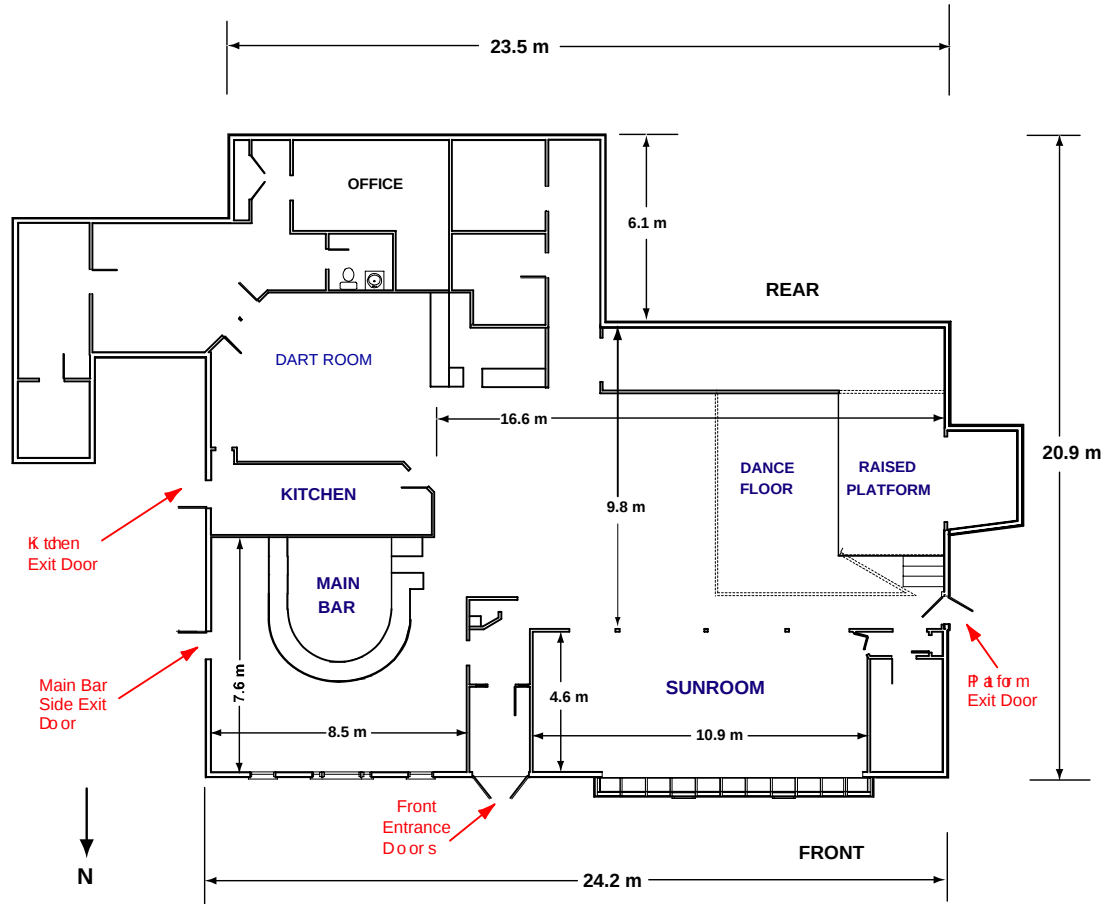 23.5 m
OFFICE
6.1 m
REAR
DART ROOM
16.6 m
20.9 m
DANCE
FLOOR
RAISED
PLATFORM
KITCHEN
9.8 m
Kitchen
Exit Door
MAIN
BAR
7.6 m
Main Bar
Side Exit
Door
4.6 m
SUNROOM
Platform
Exit Door
8.5 m
10.9 m
Front
Entrance
Doors
N
FRONT
24.2 m